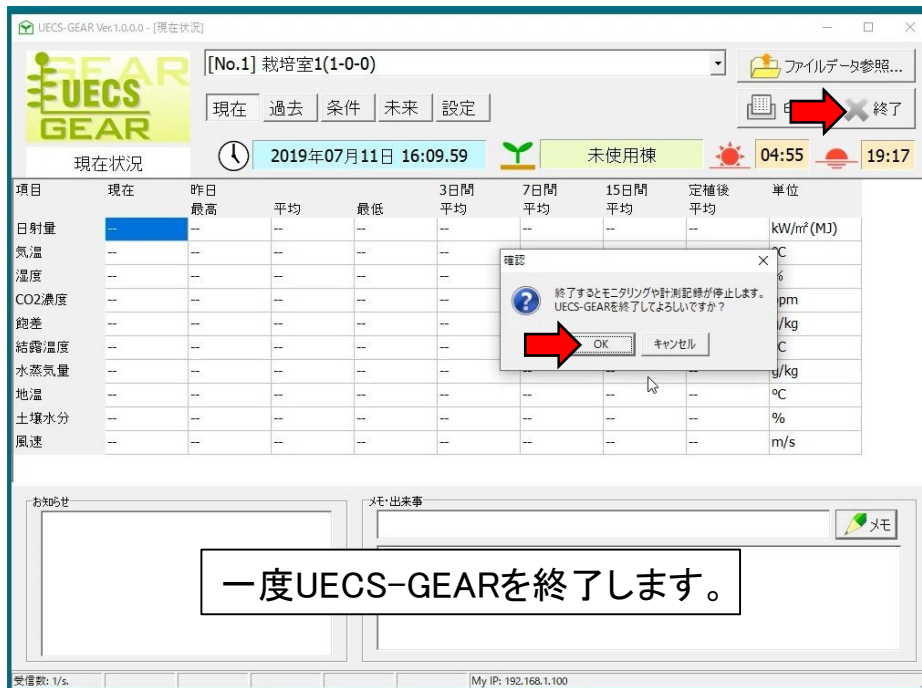 UECS-GEAR Ver.1.0.0.0 - [現在状況]
GEAR
UECS
GEAR
現在状況
[No.1] 栽培室1(1-0-0)
ファイルデータ参照...
現在 過去 条件 未来 設定
終了
2019年07月11日 16:09.59
未使用棟
04:55
19:17
項目 現在 昨日 3日間 7日間 15日間 定植後 単位
最高 平均 最低 平均 平均 平均 平均
日射量 -- -- -- -- -- -- -- -- kW/㎡(MJ)
気温 -- -- -- -- -- ℃
湿度 -- -- -- -- --
CO2濃度 -- -- -- -- --
飽差 -- -- -- -- -- /kg
結露温度 -- -- -- -- --
水蒸気量 -- -- -- -- -- g/kg
地温 -- -- -- -- -- -- -- -- ℃
土壌水分 -- -- -- -- -- -- -- -- %
風速 -- -- -- -- -- -- -- -- m/s
確認
終了するとモニタリングや計測記録が停止します。
UECS-GEARを終了してよろしいですか？
OK キャンセル
お知らせ
メモ・出来事
メモ
一度UECS-GEARを終了します。
受信数: 1/s.
My IP: 192.168.1.100